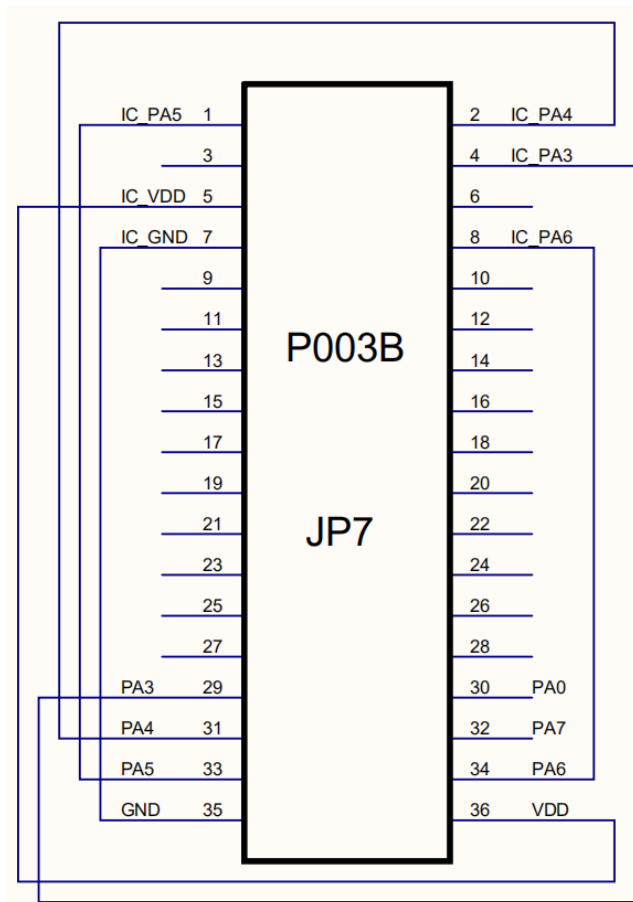 IC_PA5 1 2 IC_PA4
3 4 IC_PA3
IC_VDD 5 6
IC_GND 7 8 IC_PA6
9 10
11 12
P003B
13 14
15 16
17 18
19 20
21 22
JP7
23 24
25 26
27 28
PA3 29 30 PA0
PA4 31 32 PA7
PA5 33 34 PA6
GND 35 36 VDD